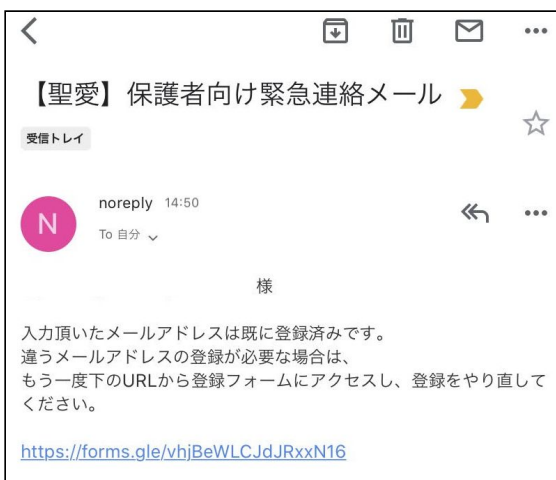 【聖愛】保護者向け緊急連絡メール
受信トレイ
N
noreply 14:50
To 自分
様
入力頂いたメールアドレスは既に登録済みです。
違うメールアドレスの登録が必要な場合は、
もう一度下のURLから登録フォームにアクセスし、登録をやり直して
ください。
https://forms.gle/vhjBeWLCJdJRxxN16